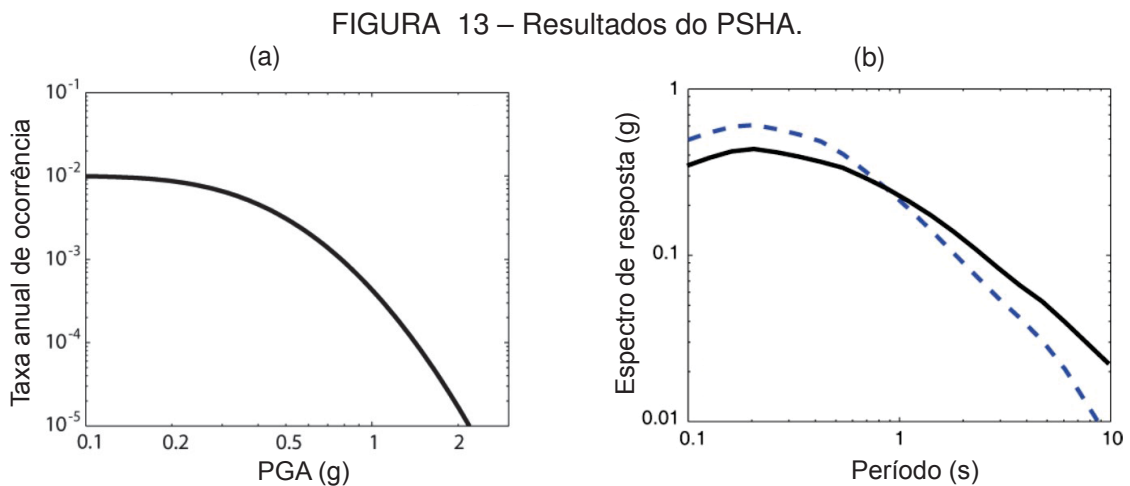 FIGURA 13 – Resultados do PSHA.
(a)
Taxa anual de ocorrência
10-1
10-2
10-3
10-4
10-5
0.1 0.2 0.5 1 2
PGA (g)
(b)
Espectro de resposta (g)
1
0.1
0.01
0.1 1 10
Período (s)